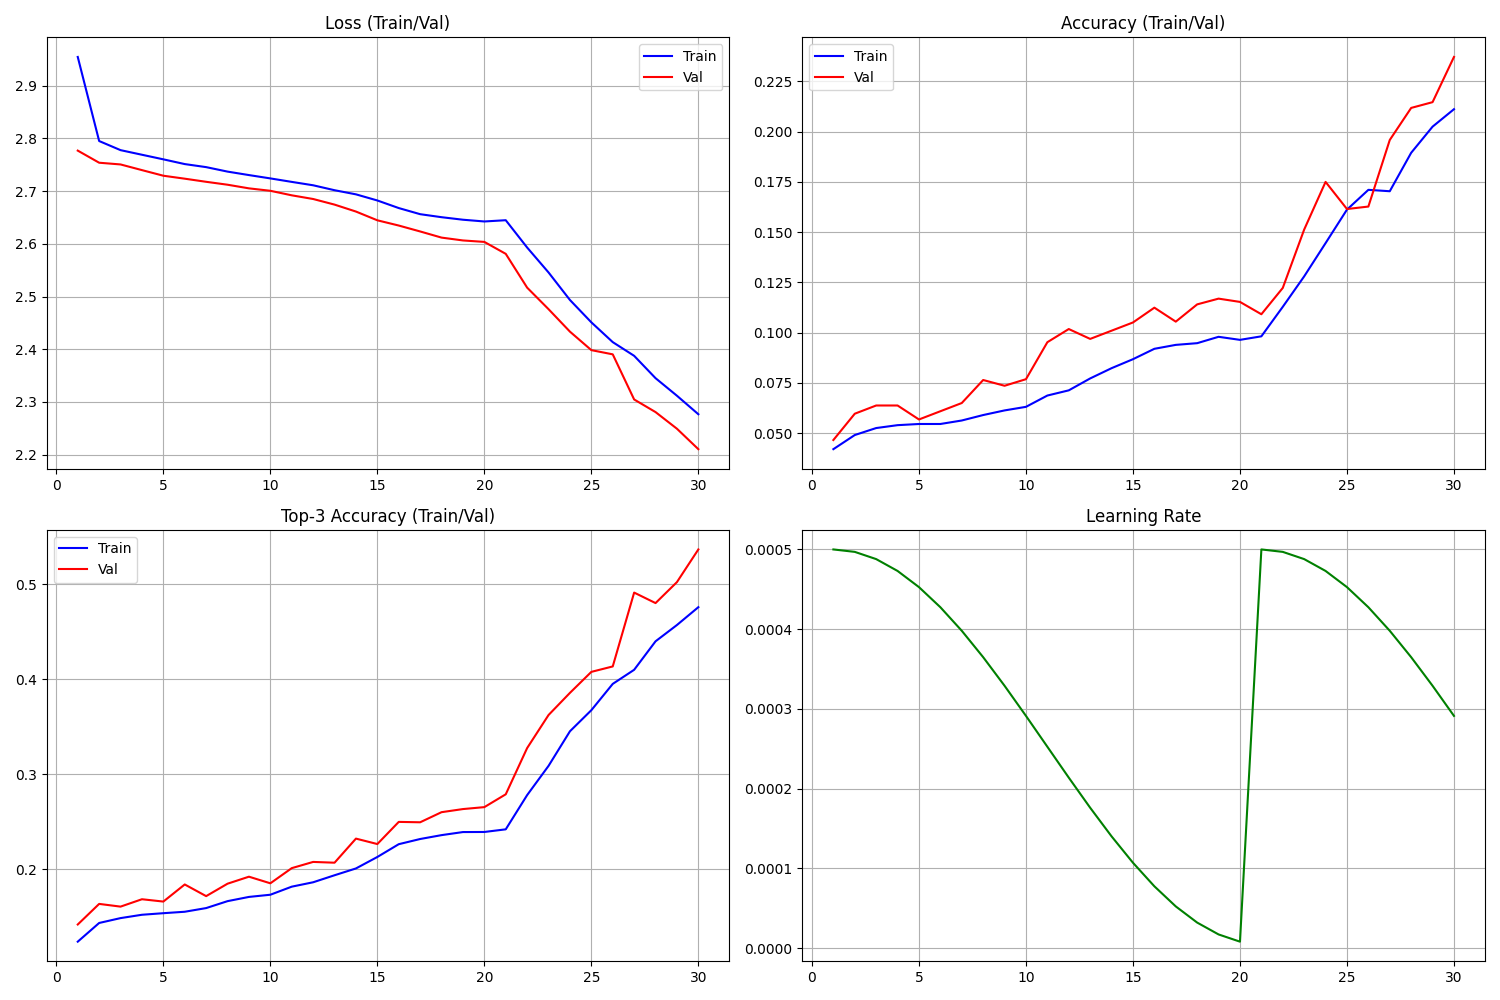 Loss (Train/Val)
Train
Val
2.9
2.8
2.7
2.6
2.5
2.4
2.3
2.2
0 5 10 15 20 25 30
Accuracy (Train/Val)
Train
Val
0.225
0.200
0.175
0.150
0.125
0.100
0.075
0.050
0 5 10 15 20 25 30
Top-3 Accuracy (Train/Val)
Train
Val
0.5
0.4
0.3
0.2
0 5 10 15 20 25 30
Learning Rate
0.0005
0.0004
0.0003
0.0002
0.0001
0.0000
0 5 10 15 20 25 30